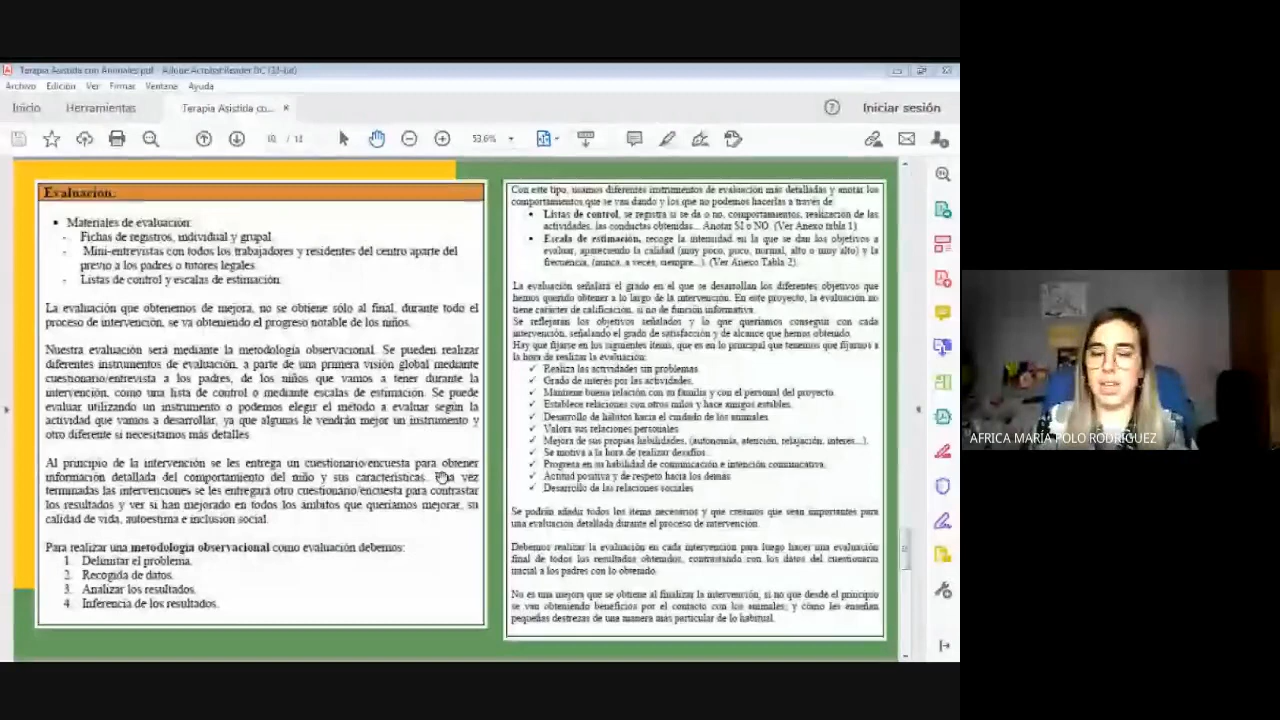 Terapia Asistida con Animales.pdf - Adobe Acrobat Reader DC (32-bit)
Archivo Edición Ver Firmar Ventana Ayuda
Inicio Herramientas Terapia Asistida co... × Iniciar sesión
10 / 12 53,6%
Evaluación:
• Materiales de evaluación:
- Fichas de registros, individual y grupal.
- Mini-entrevistas con todos los trabajadores y residentes del centro aparte del
previo a los padres o tutores legales.
- Listas de control y escalas de estimación.
La evaluación que obtenemos de mejora, no se obtiene sólo al final, durante todo el
proceso de intervención, se va obteniendo el progreso notable de los niños.
Nuestra evaluación será mediante la metodología observacional. Se pueden realizar
diferentes instrumentos de evaluación, a parte de una primera visión global mediante
cuestionario/entrevista a los padres, de los niños que vamos a tener durante la
intervención, como una lista de control o mediante escalas de estimación. Se puede
evaluar utilizando un instrumento o podemos elegir el método a evaluar según la
actividad que vamos a desarrollar, ya que algunas le vendrán mejor un instrumento y
otro diferente si necesitamos más detalles.
Al principio de la intervención se les entrega un cuestionario/encuesta para obtener
información detallada del comportamiento del niño y sus características. Una vez
terminadas las intervenciones se les entregará otro cuestionario/encuesta para contrastar
los resultados y ver si han mejorado en todos los ámbitos que queríamos mejorar, su
calidad de vida, autoestima e inclusión social.
Para realizar una metodología observacional como evaluación debemos:
1. Delimitar el problema.
2. Recogida de datos.
3. Analizar los resultados.
4. Inferencia de los resultados.
Con este tipo, usamos diferentes instrumentos de evaluación más detalladas y anotar los
comportamientos que se van dando y los que no podemos hacerlas a través de:
• Listas de control, se registra si se da o no, comportamientos, realización de las
actividades, las conductas obtenidas... Anotar SI o NO. (Ver Anexo tabla 1)
• Escala de estimación, recoge la intensidad en la que se dan los objetivos a
evaluar, apareciendo la calidad (muy poco, poco, normal, alto o muy alto) y la
frecuencia, (nunca, a veces, siempre...). (Ver Anexo Tabla 2).
La evaluación señalará el grado en el que se desarrollan los diferentes objetivos que
hemos querido obtener a lo largo de la intervención. En este proyecto, la evaluación no
tiene carácter de calificación, si no de función informativa.
Se reflejarán los objetivos señalados y lo que queríamos conseguir con cada
intervención, señalando el grado de satisfacción y de alcance que hemos obtenido.
Hay que fijarse en los siguientes ítems, que es en lo principal que tenemos que fijarnos a
la hora de realizar la evaluación:
✓ Realiza las actividades sin problemas.
✓ Grado de interés por las actividades.
✓ Mantiene buena relación con su familia y con el personal del proyecto.
✓ Establece relaciones con otros niños y hace amigos estables.
✓ Desarrollo de hábitos hacia el cuidado de los animales.
✓ Valora sus relaciones personales
✓ Mejora de sus propias habilidades, (autonomía, atención, relajación, interés...).
✓ Se motiva a la hora de realizar desafíos.
✓ Progresa en su habilidad de comunicación e intención comunicativa.
✓ Actitud positiva y de respeto hacia los demás
✓ Desarrollo de las relaciones sociales
Se podrán añadir todos los ítems necesarios y que creamos que sean importantes para
una evaluación detallada durante el proceso de intervención.
Debemos realizar la evaluación en cada intervención para luego hacer una evaluación
final de todos los resultados obtenidos, contrastando con los datos del cuestionario
inicial a los padres con lo obtenido.
No es una mejora que se obtiene al finalizar la intervención, si no que desde el principio
se van obteniendo beneficios por el contacto con los animales, y cómo les enseñan
pequeñas destrezas de una manera más particular de lo habitual.
AFRICA MARÍA POLO RODRÍGUEZ